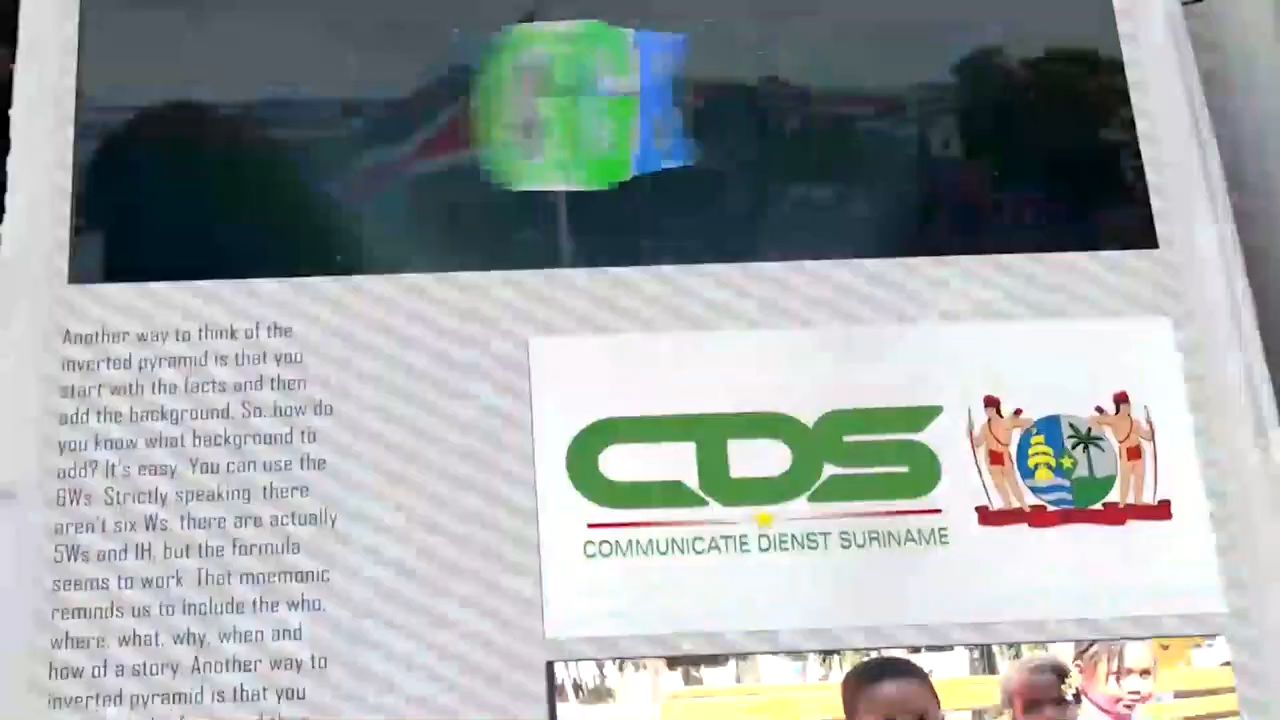 Another way to think of the
inverted pyramid is that you
start with the facts and then
add the background. So..how do
you know what background to
add? It's easy. You can use the
6Ws. Strictly speaking, there
aren't six Ws, there are actually
5Ws and 1H, but the formula
seems to work. That mnemonic
reminds us to include the who,
where, what, why, when and
how of a story. Another way to
inverted pyramid is that you
CDS
COMMUNICATIE DIENST SURINAME